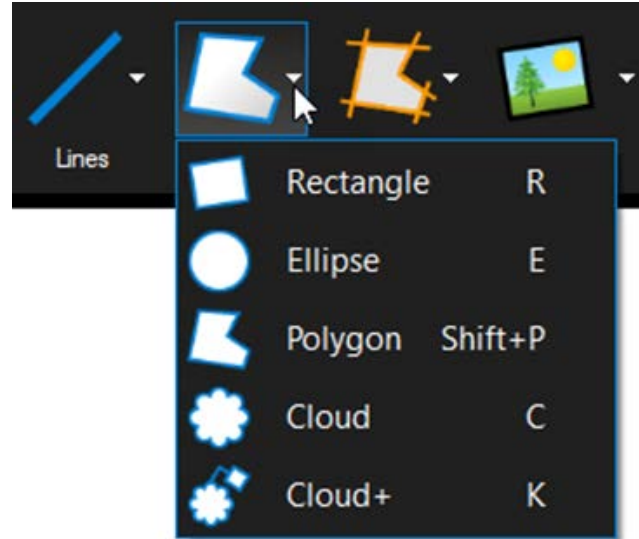 Lines
Rectangle R
Ellipse E
Polygon Shift+P
Cloud C
Cloud+ K